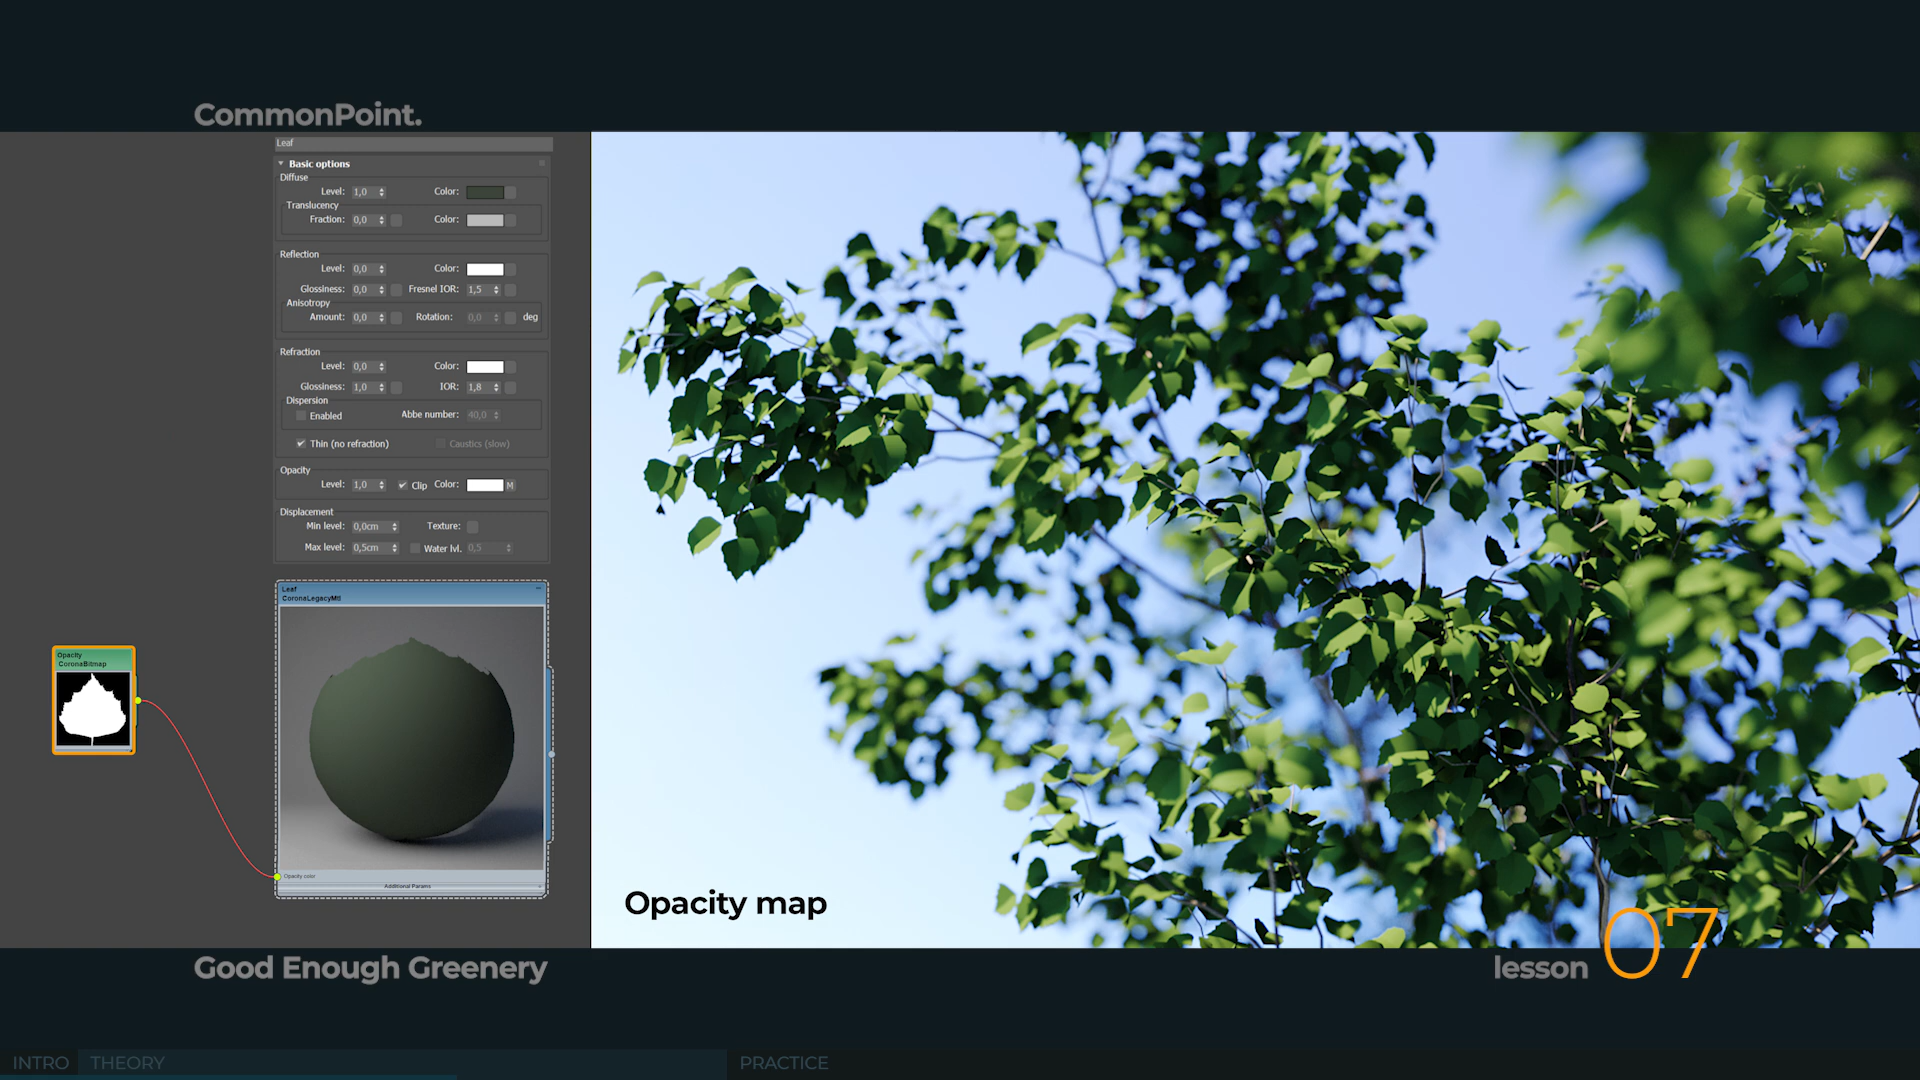 CommonPoint.
Leaf
Basic options
Diffuse
Level: 1,0 Color:
Translucency
Fraction: 0,0 Color:
Reflection
Level: 0,0 Color:
Glossiness: 0,0 Fresnel IOR: 1,5
Anisotropy
Amount: 0,0 Rotation: 0,0 deg
Refraction
Level: 0,0 Color:
Glossiness: 1,0 IOR: 1,8
Dispersion
Enabled Abbe number: 40,0
Thin (no refraction) Caustics (slow)
Opacity
Level: 1,0 Clip Color: M
Displacement
Min level: 0,0cm Texture:
Max level: 0,5cm Water lvl. 0,5
Leaf
CoronaLegacyMtl
Opacity
CoronaBitmap
Opacity color
Additional Params
Opacity map
Good Enough Greenery
lesson 07
INTRO THEORY PRACTICE